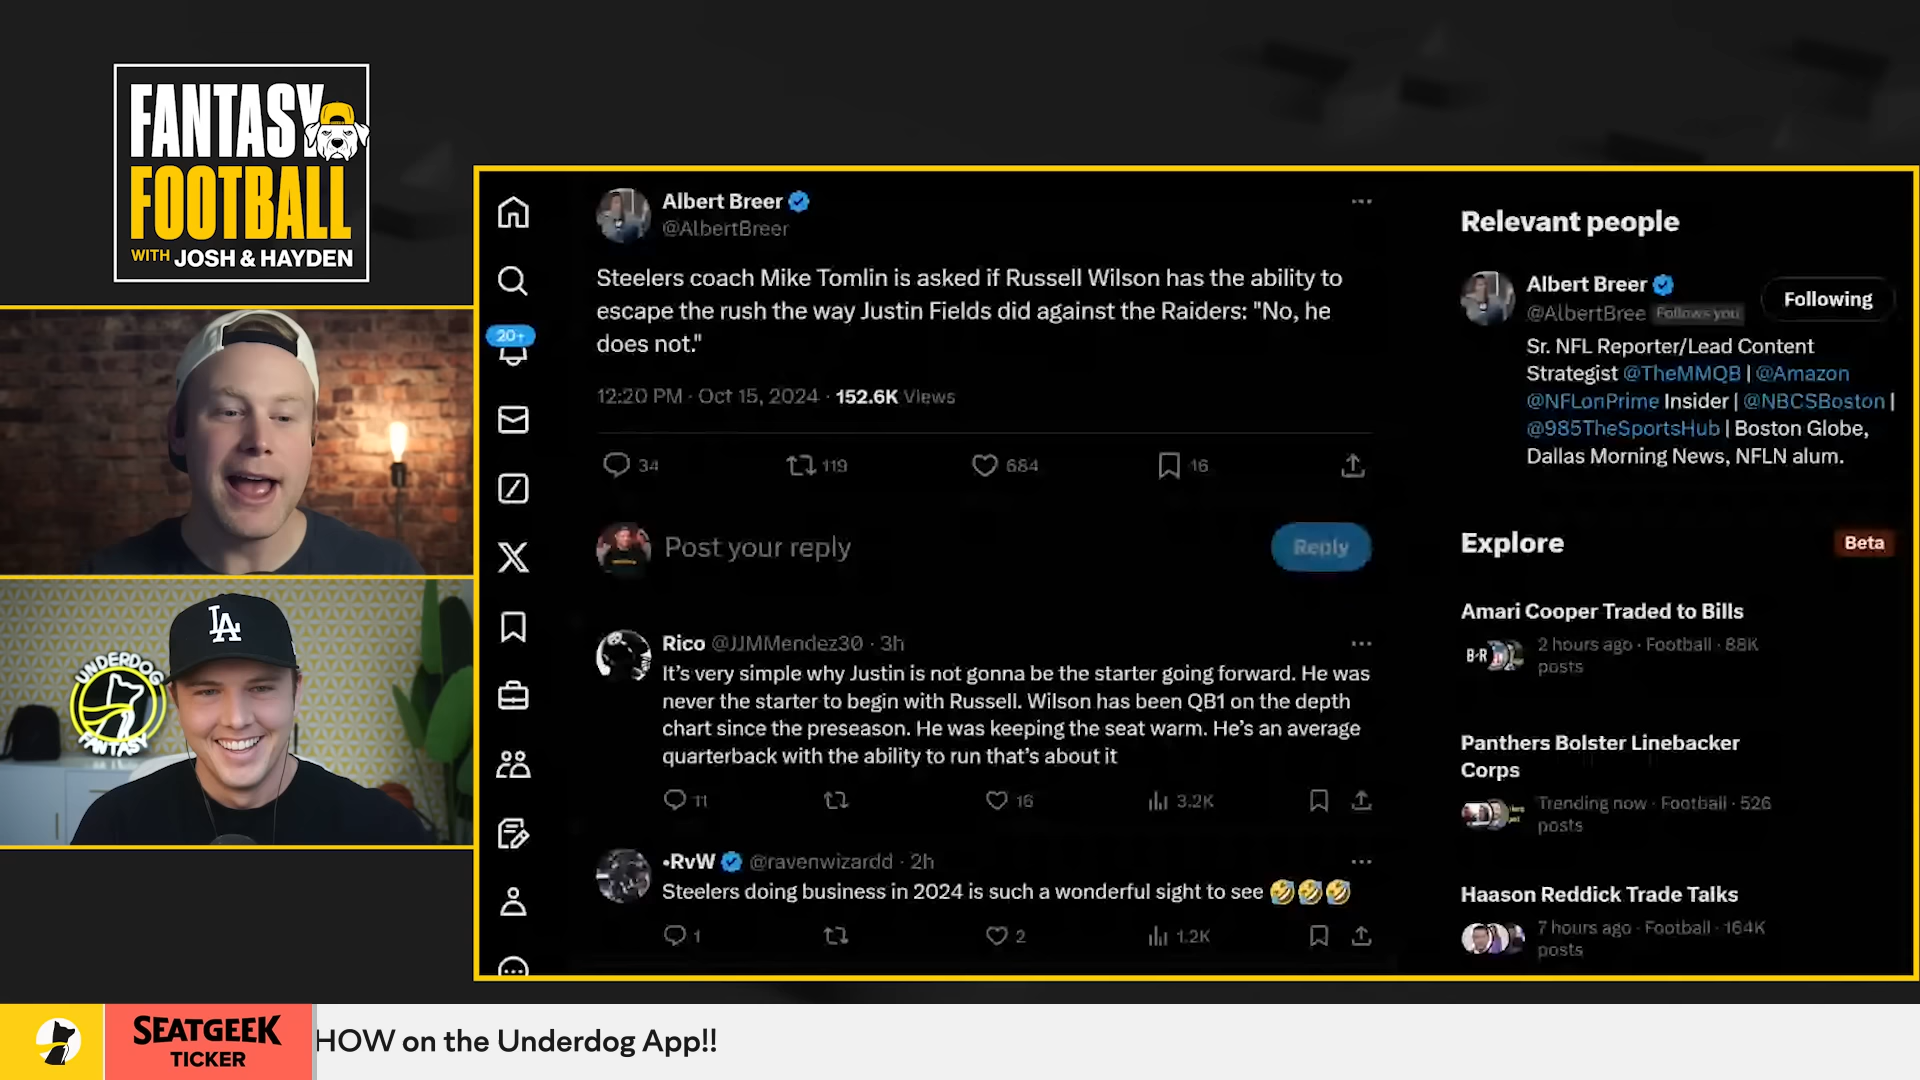 FANTASY
FOOTBALL
WITH JOSH & HAYDEN
LA
UNDERDOG
FANTASY
20+
Albert Breer
@AlbertBreer
Steelers coach Mike Tomlin is asked if Russell Wilson has the ability to
escape the rush the way Justin Fields did against the Raiders: "No, he
does not."
12:20 PM · Oct 15, 2024 · 152.6K Views
34
119
684
16
Post your reply
Reply
Rico @JJMMendez30 · 3h
It's very simple why Justin is not gonna be the starter going forward. He was
never the starter to begin with Russell. Wilson has been QB1 on the depth
chart since the preseason. He was keeping the seat warm. He's an average
quarterback with the ability to run that's about it
11
16
3.2K
•RvW @ravenwizardd · 2h
Steelers doing business in 2024 is such a wonderful sight to see 🤣🤣🤣
1
2
1.2K
Relevant people
Albert Breer
@AlbertBree Follows you
Following
Sr. NFL Reporter/Lead Content
Strategist @TheMMQB | @Amazon
@NFLonPrime Insider | @NBCSBoston |
@985TheSportsHub | Boston Globe,
Dallas Morning News, NFLN alum.
Explore
Beta
Amari Cooper Traded to Bills
B-R
2 hours ago · Football · 88K
posts
Panthers Bolster Linebacker
Corps
Trending now · Football · 526
posts
Haason Reddick Trade Talks
7 hours ago · Football · 164K
posts
SEATGEEK
TICKER
HOW on the Underdog App!!